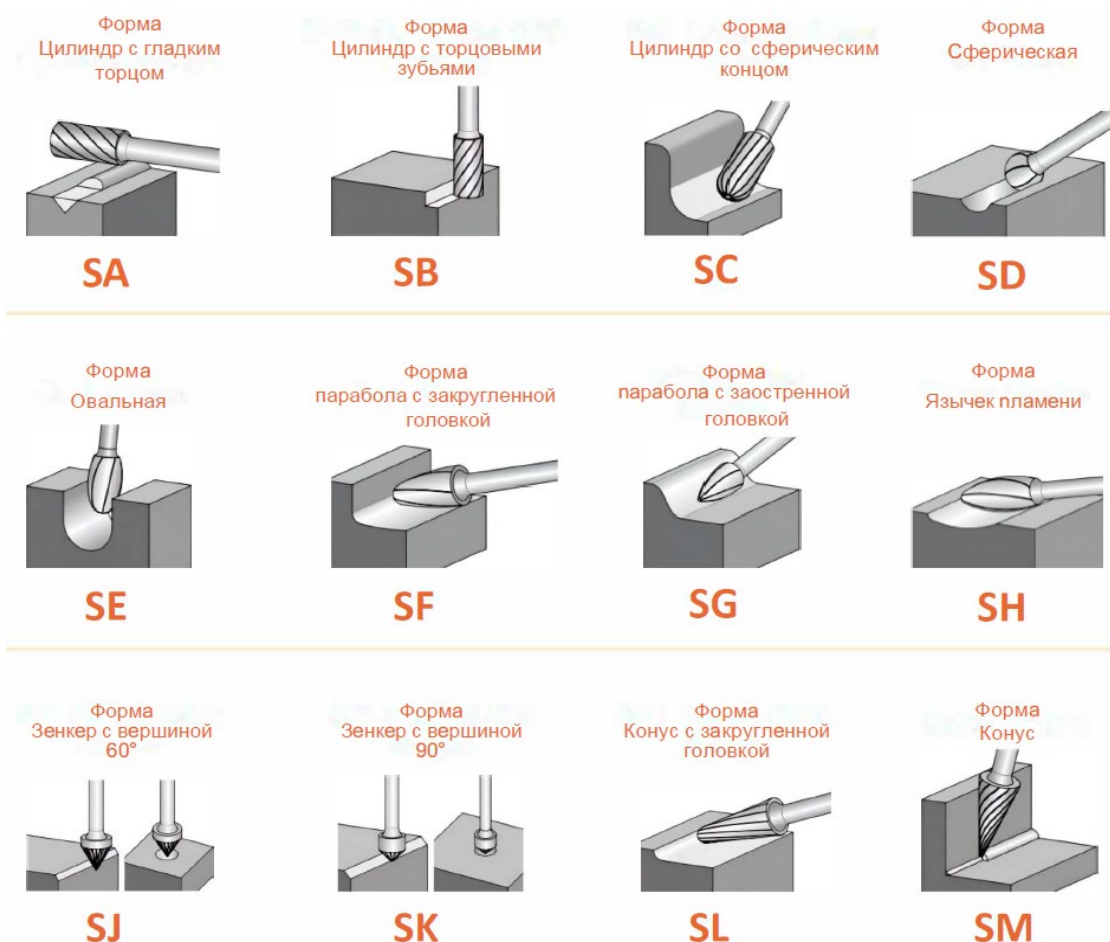 Форма
Цилиндр с гладким
торцом
SA
Форма
Цилиндр с торцовыми
зубьями
SB
Форма
Цилиндр со сферическим
концом
SC
Форма
Сферическая
SD
Форма
Овальная
SE
Форма
парабола с закругленной
головкой
SF
Форма
парабола с заостренной
головкой
SG
Форма
Язычек пламени
SH
Форма
Зенкер с вершиной
60°
SJ
Форма
Зенкер с вершиной
90°
SK
Форма
Конус с закругленной
головкой
SL
Форма
Конус
SM